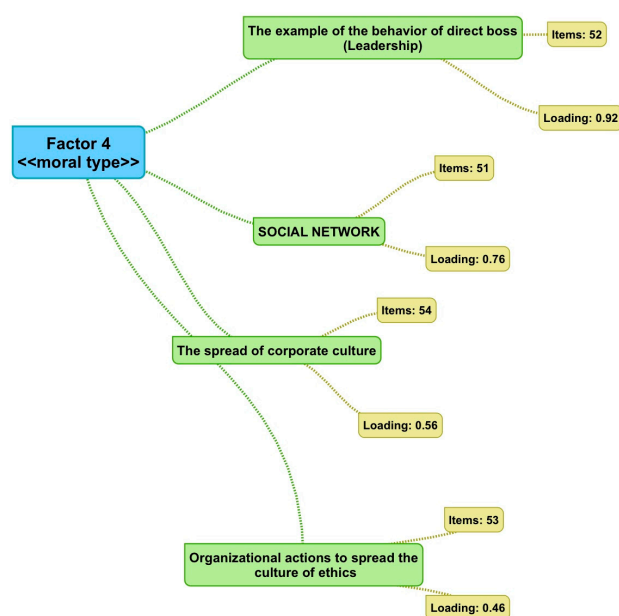 The example of the behavior of direct boss
(Leadership)
Items: 52
Loading: 0.92
Factor 4
<<moral type>>
Items: 51
SOCIAL NETWORK
Loading: 0.76
Items: 54
The spread of corporate culture
Loading: 0.56
Items: 53
Organizational actions to spread the
culture of ethics
Loading: 0.46